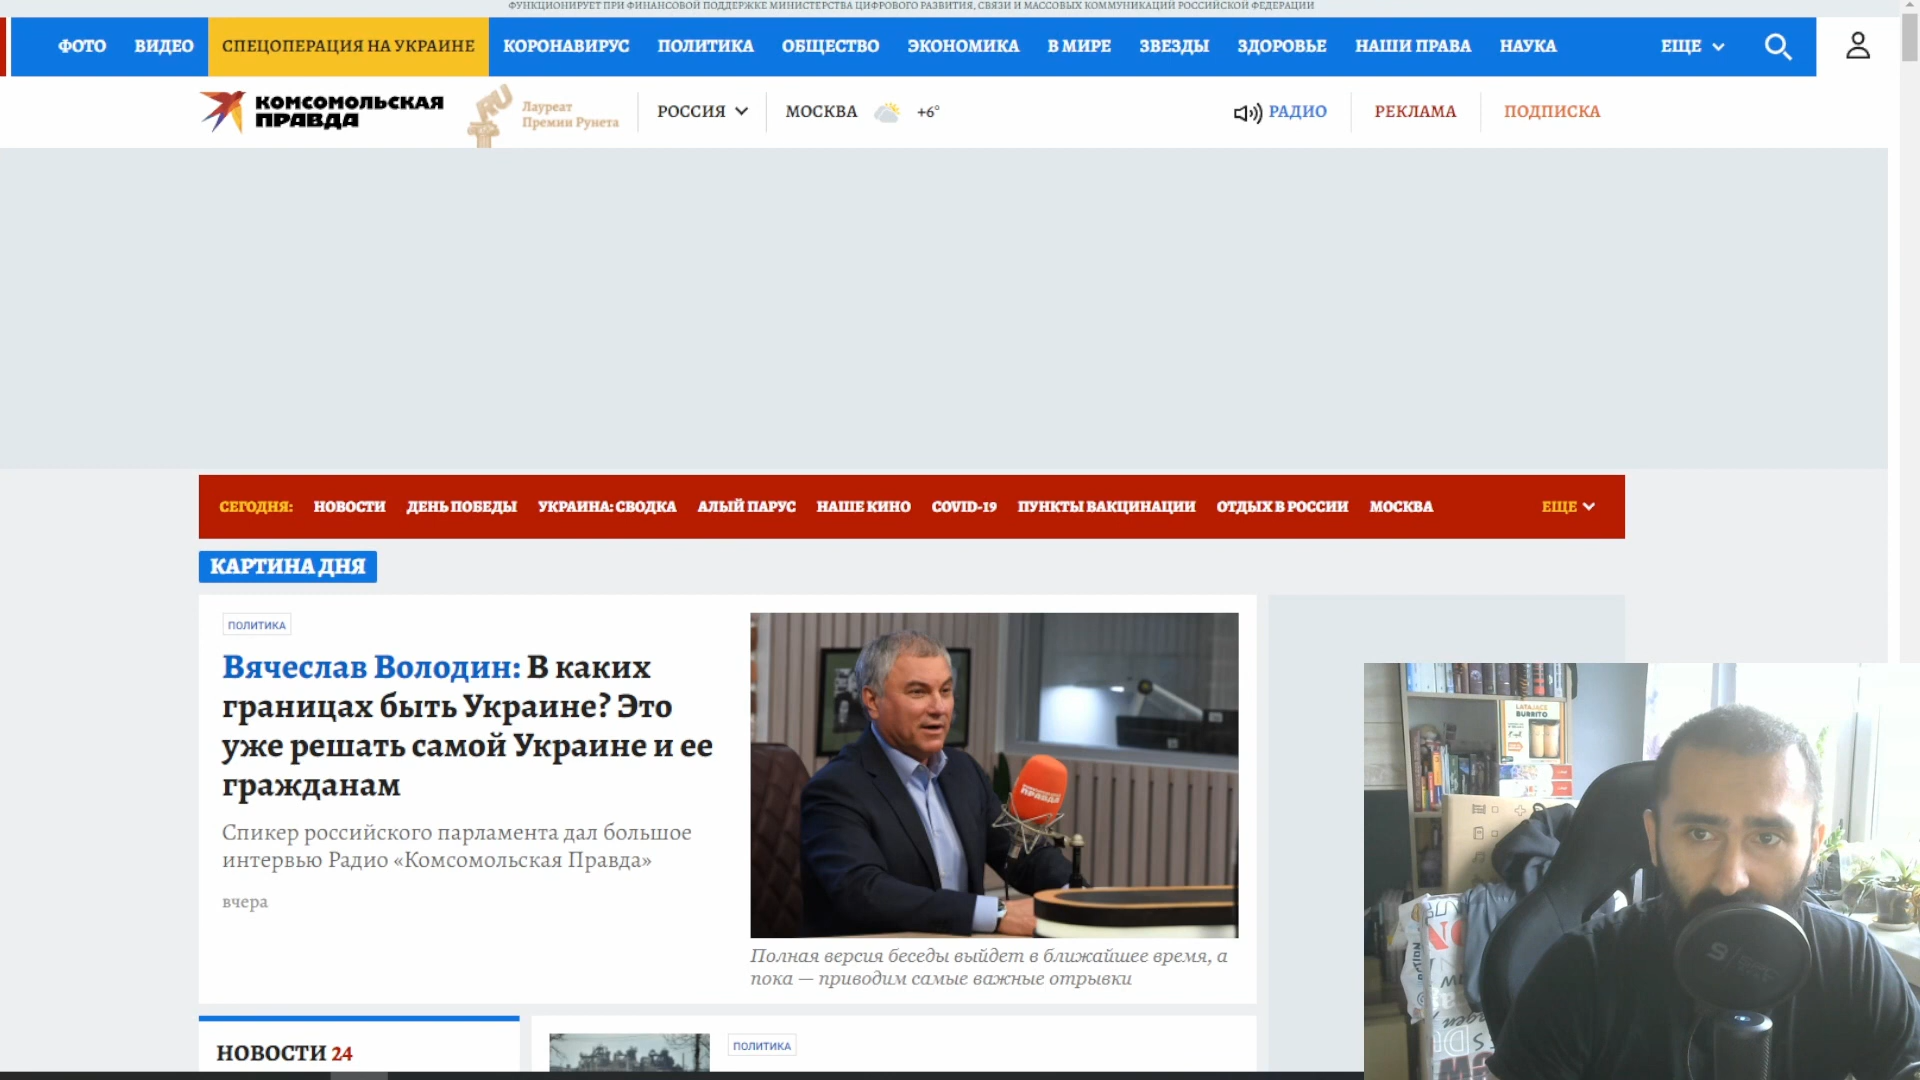 ФУНКЦИОНИРУЕТ ПРИ ФИНАНСОВОЙ ПОДДЕРЖКЕ МИНИСТЕРСТВА ЦИФРОВОГО РАЗВИТИЯ, СВЯЗИ И МАССОВЫХ КОММУНИКАЦИЙ РОССИЙСКОЙ ФЕДЕРАЦИИ
ФОТО ВИДЕО СПЕЦОПЕРАЦИЯ НА УКРАИНЕ КОРОНАВИРУС ПОЛИТИКА ОБЩЕСТВО ЭКОНОМИКА В МИРЕ ЗВЕЗДЫ ЗДОРОВЬЕ НАШИ ПРАВА НАУКА ЕЩЕ
КОМСОМОЛЬСКАЯ
ПРАВДА
RU
Лауреат
Премии Рунета
РОССИЯ МОСКВА +6° РАДИО РЕКЛАМА ПОДПИСКА
СЕГОДНЯ: НОВОСТИ ДЕНЬ ПОБЕДЫ УКРАИНА: СВОДКА АЛЫЙ ПАРУС НАШЕ КИНО COVID-19 ПУНКТЫ ВАКЦИНАЦИИ ОТДЫХ В РОССИИ МОСКВА ЕЩЕ
КАРТИНА ДНЯ
ПОЛИТИКА
Вячеслав Володин: В каких
границах быть Украине? Это
уже решать самой Украине и ее
гражданам
Спикер российского парламента дал большое
интервью Радио «Комсомольская Правда»
вчера
ПРАВДА
Полная версия беседы выйдет в ближайшее время, а
пока — приводим самые важные отрывки
НОВОСТИ 24
ПОЛИТИКА
BURRITO